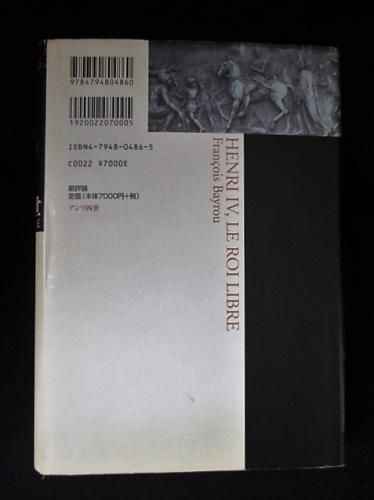 9784794804860
1920022070005
ISBN4-7948-0486-5
C0022 ¥7000E
新評論
定価(本体7000円+税)
アンリ四世
HENRI IV, LE ROI LIBRE
François Bayrou
世